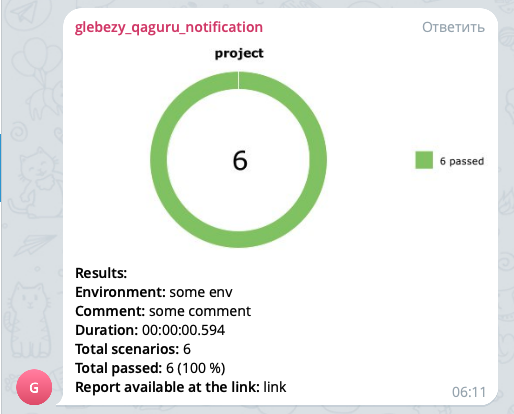 glebezy_qaguru_notification
Ответить
project
6
6 passed
Results:
Environment: some env
Comment: some comment
Duration: 00:00:00.594
Total scenarios: 6
Total passed: 6 (100 %)
Report available at the link: link
G
06:11